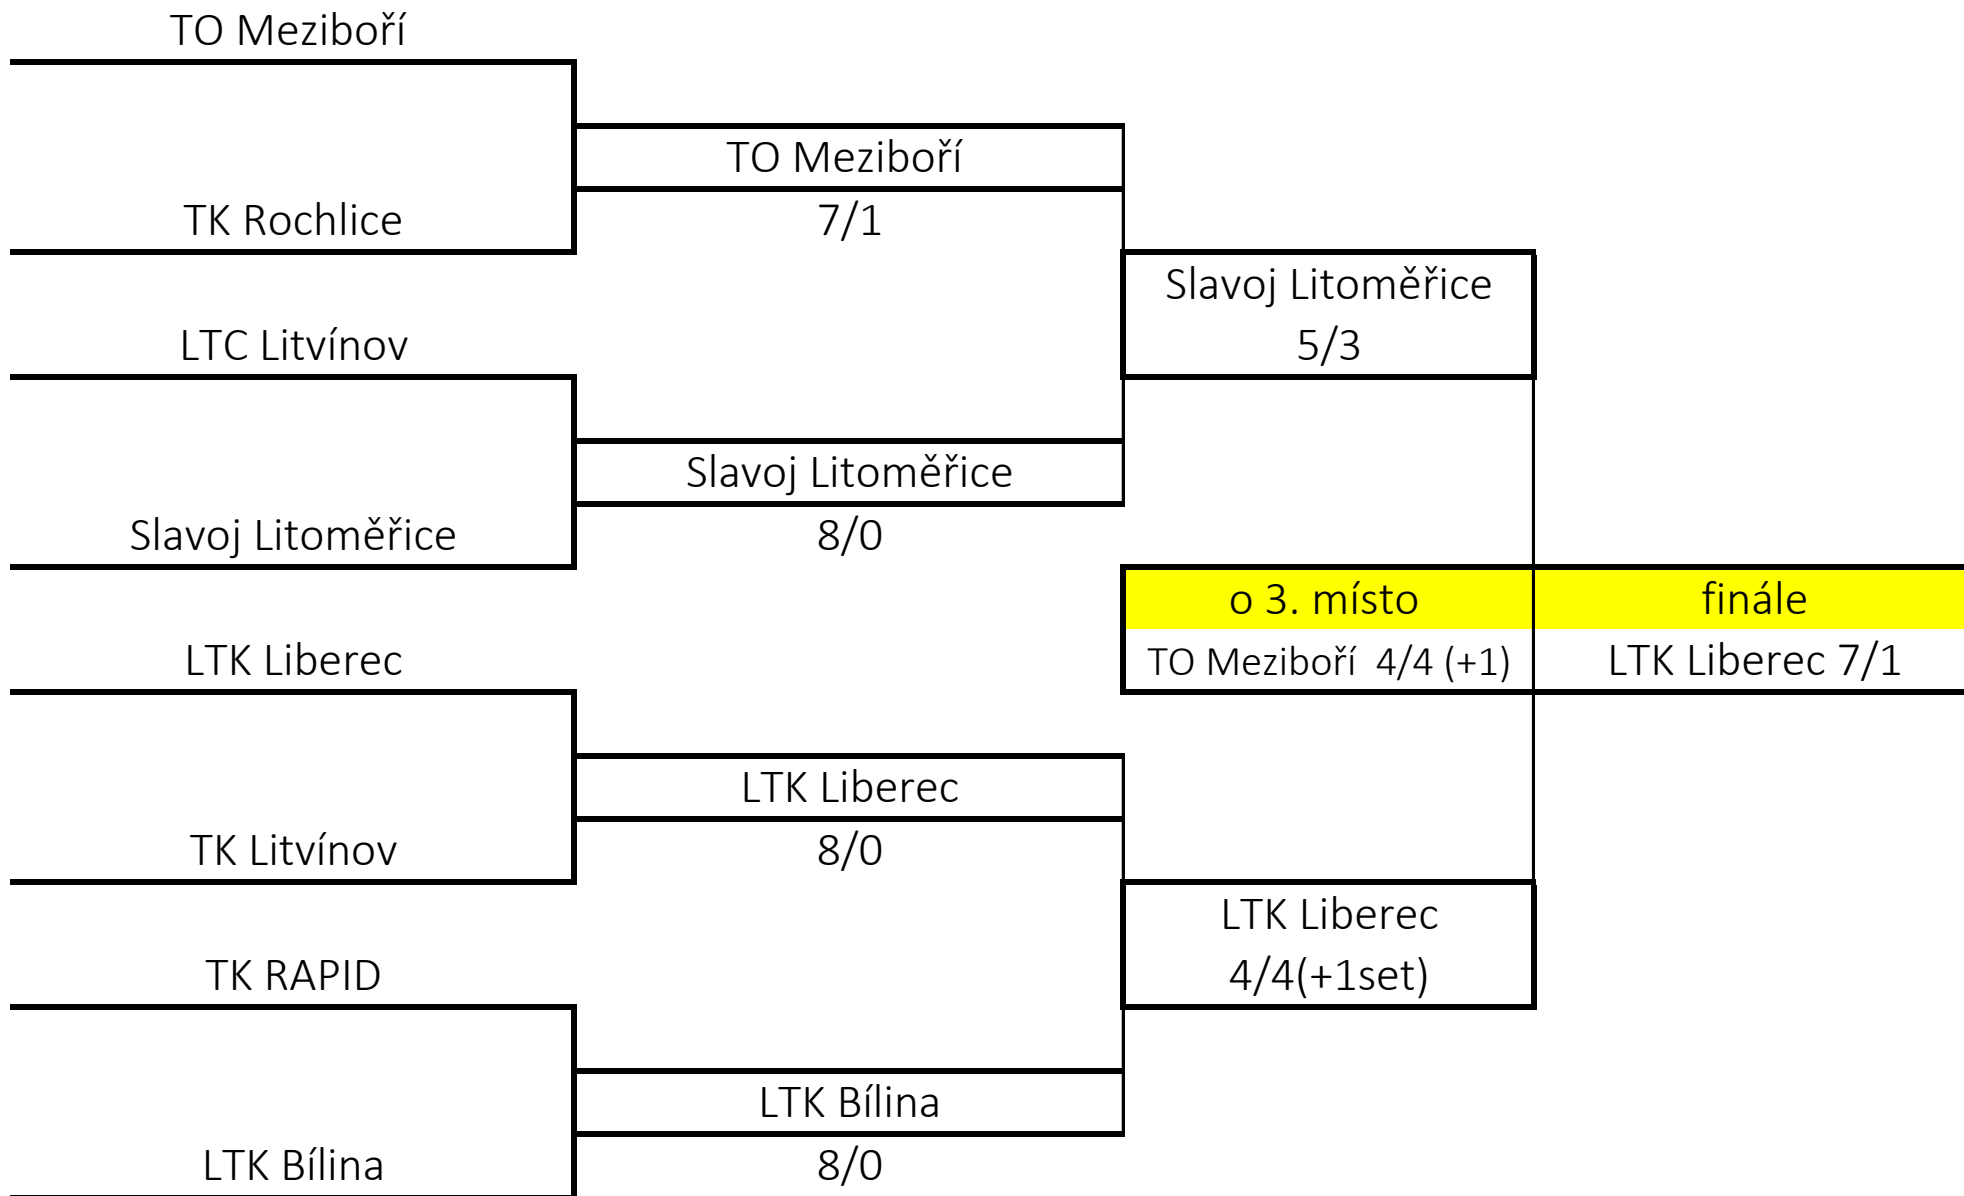 TO Meziboří
TO Meziboří
TK Rochlice
7/1
Slavoj Litoměřice
LTC Litvínov
5/3
Slavoj Litoměřice
Slavoj Litoměřice
8/0
o 3. místo
finále
LTK Liberec
TO Meziboří 4/4 (+1)
LTK Liberec 7/1
LTK Liberec
TK Litvínov
8/0
LTK Liberec
TK RAPID
4/4(+1set)
LTK Bílina
LTK Bílina
8/0